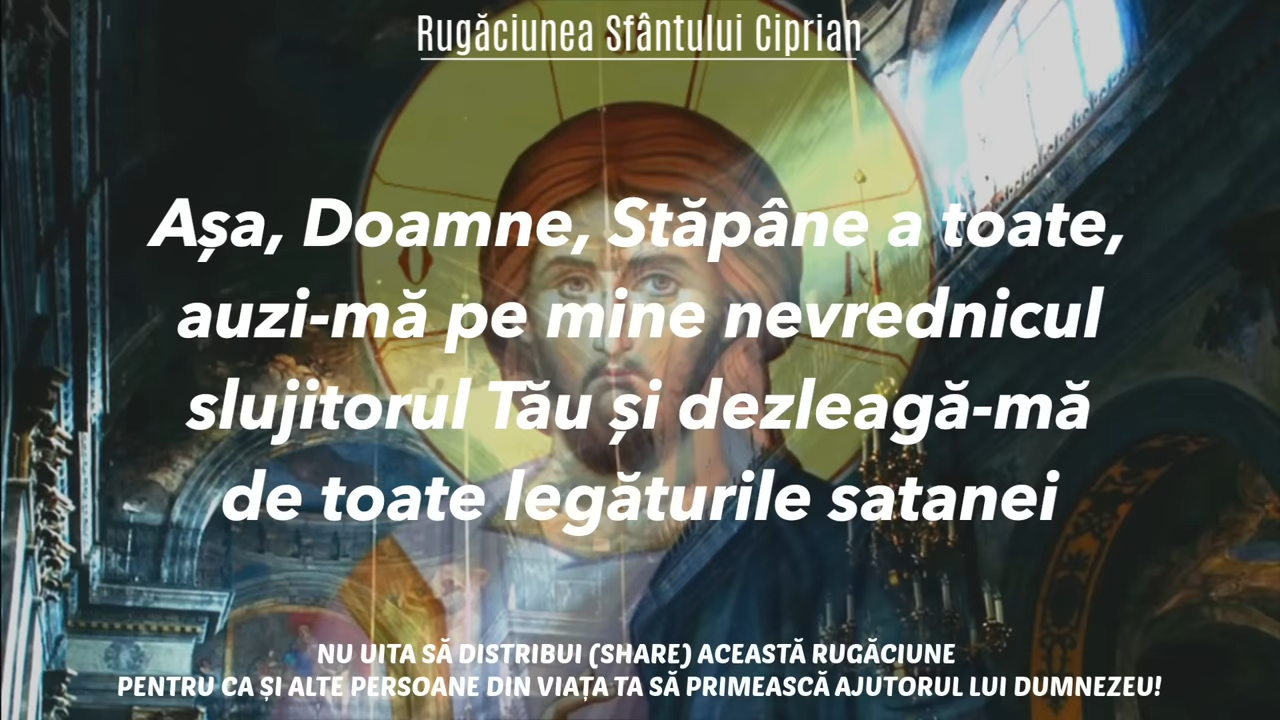 Rugăciunea Sfântului Ciprian
Așa, Doamne, Stăpâne a toate,
auzi-mă pe mine nevrednicul
slujitorul Tău și dezleagă-mă
de toate legăturile satanei
NU UITA SĂ DISTRIBUI (SHARE) ACEASTĂ RUGĂCIUNE
PENTRU CA ȘI ALTE PERSOANE DIN VIAȚA TA SĂ PRIMEASCĂ AJUTORUL LUI DUMNEZEU!